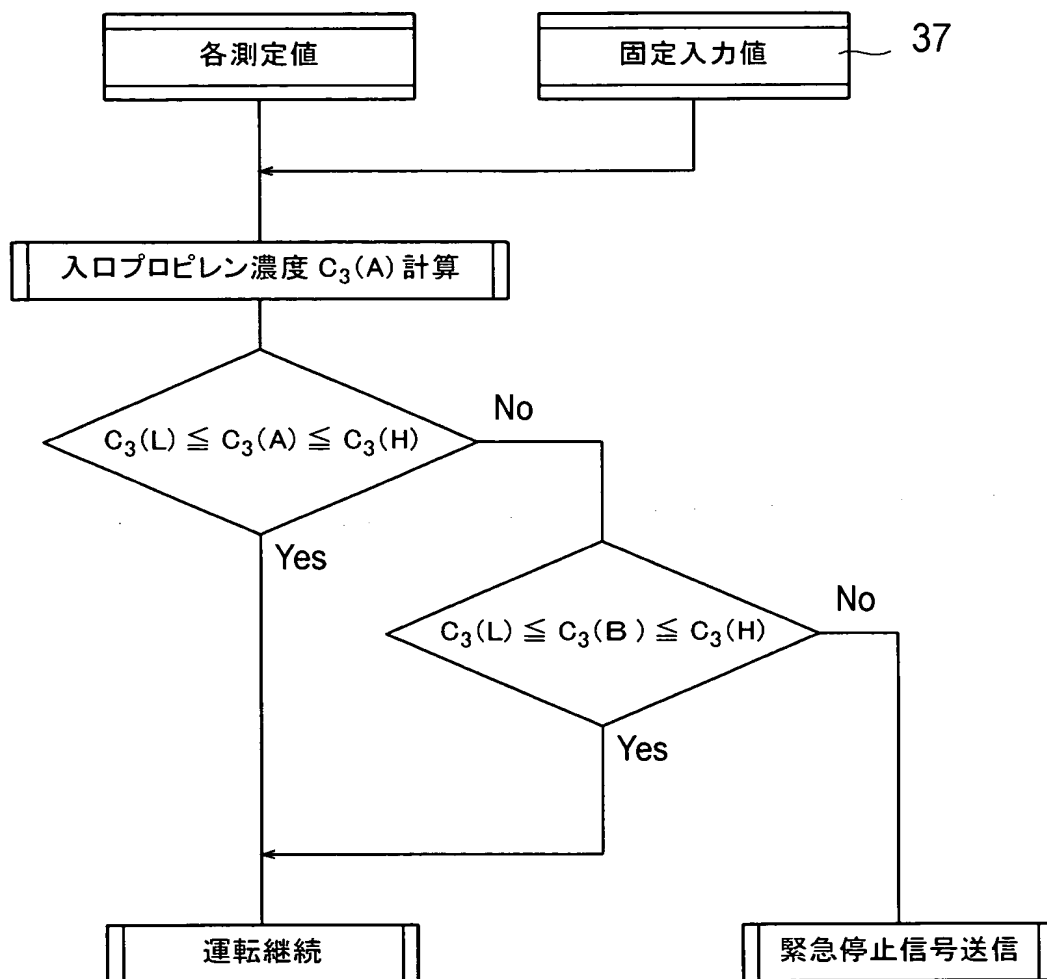 各測定値
固定入力値
37
入口プロピレン濃度 C₃(A) 計算
C₃(L) ≦ C₃(A) ≦ C₃(H)
No
Yes
C₃(L) ≦ C₃(B) ≦ C₃(H)
No
Yes
運転継続
緊急停止信号送信